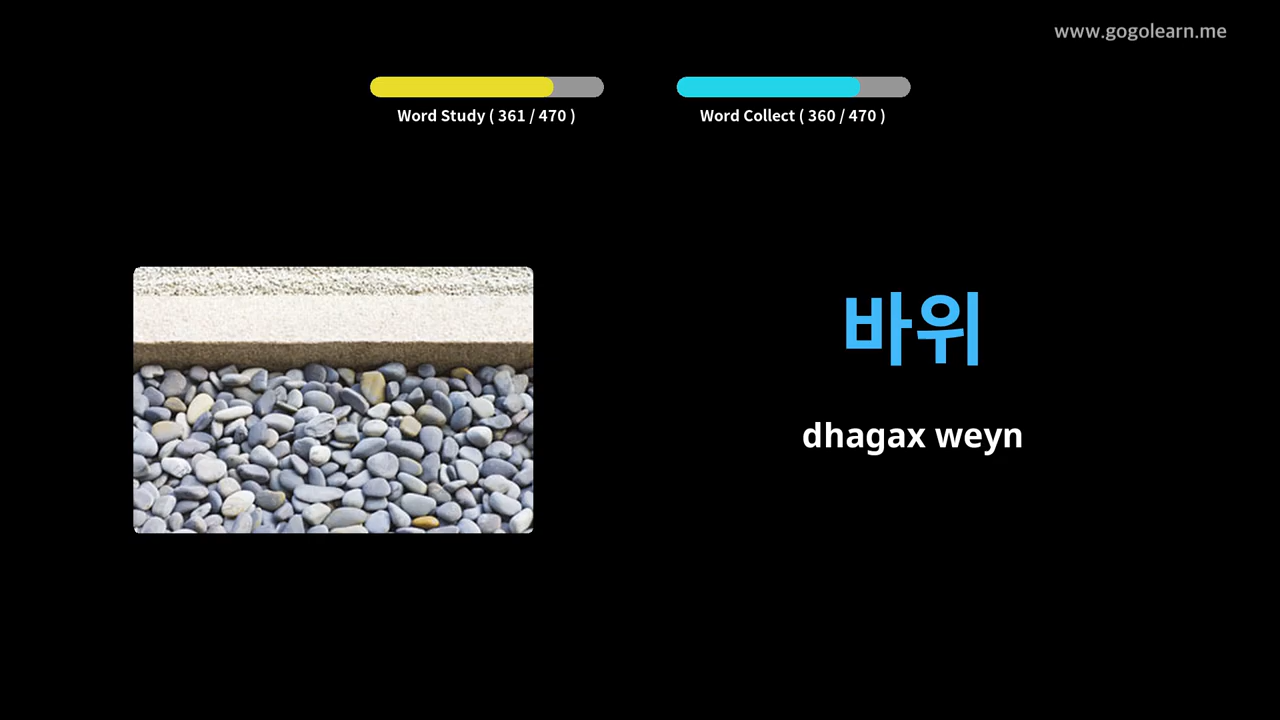 www.gogolearn.me
Word Study ( 361 / 470 )
Word Collect ( 360 / 470 )
바위
dhagax weyn